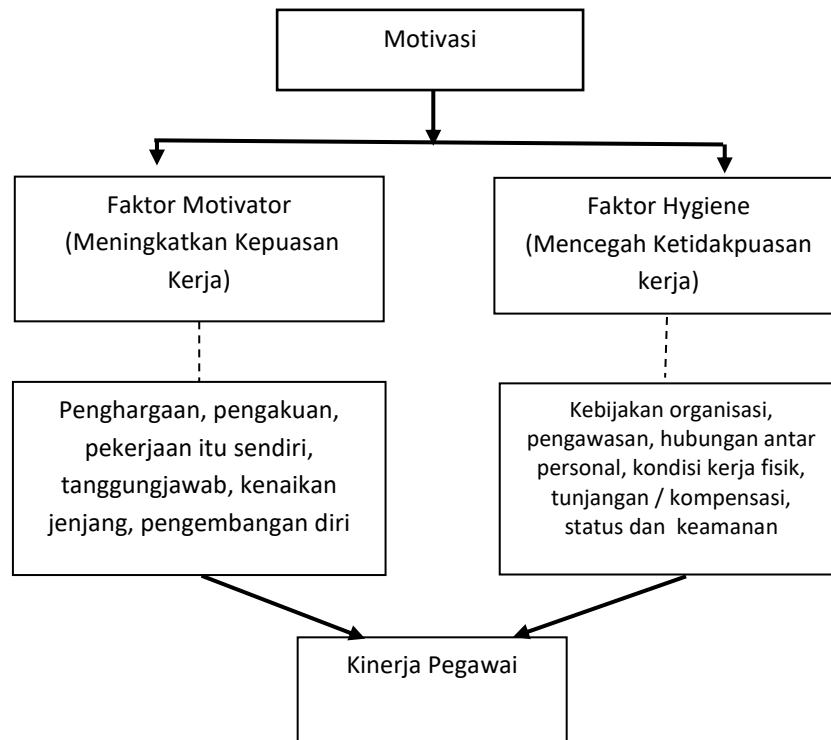 Motivasi
Faktor Motivator
(Meningkatkan Kepuasan
Kerja)
Faktor Hygiene
(Mencegah Ketidakpuasan
kerja)
Penghargaan, pengakuan,
pekerjaan itu sendiri,
tanggungjawab, kenaikan
jenjang, pengembangan diri
Kebijakan organisasi,
pengawasan, hubungan antar
personal, kondisi kerja fisik,
tunjangan / kompensasi,
status dan keamanan
Kinerja Pegawai